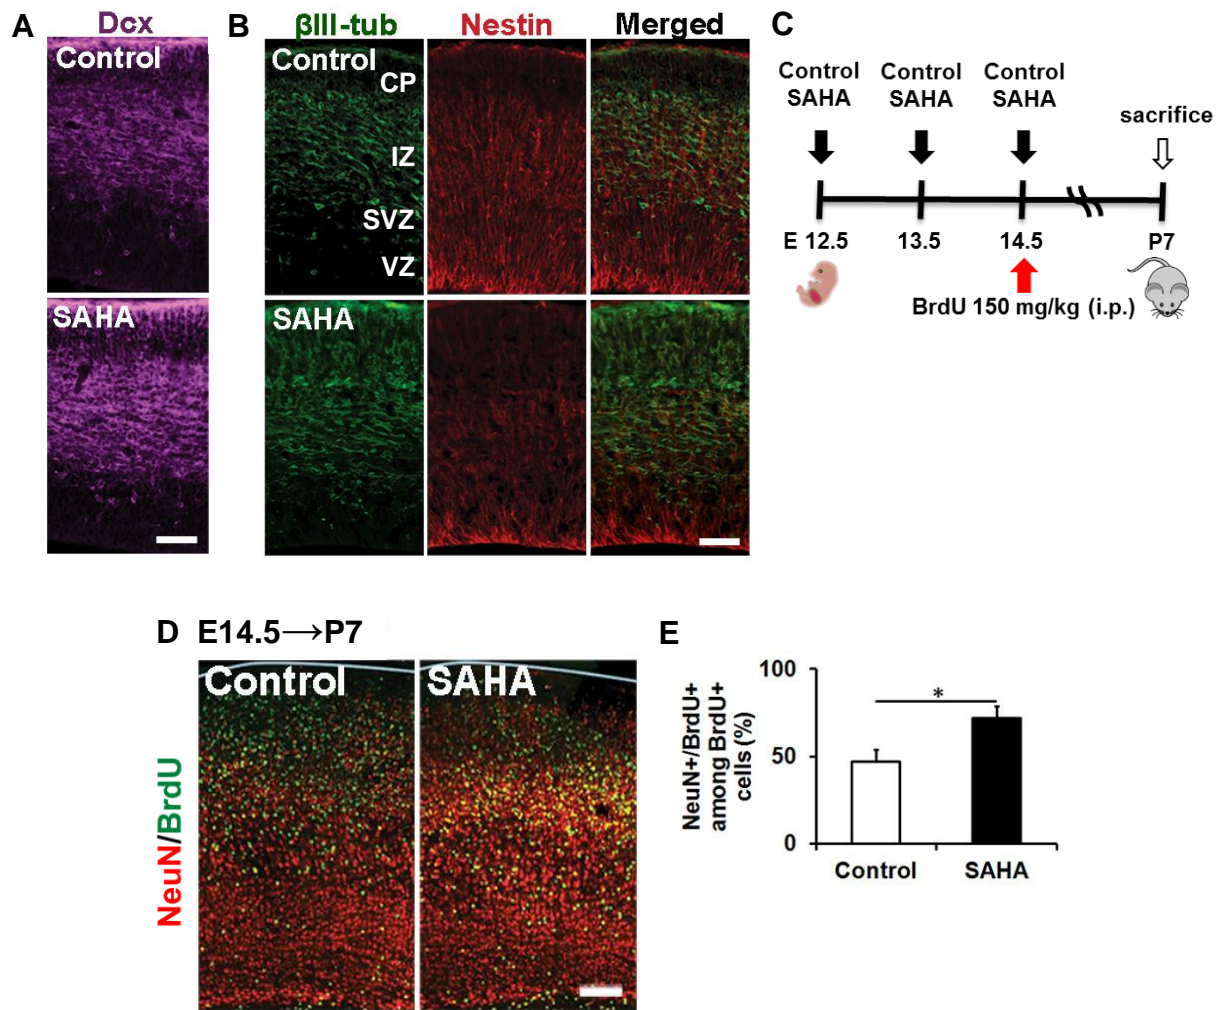 A
Dcx
Control
SAHA
B
βIII-tub
Nestin
Merged
Control
CP
IZ
SVZ
VZ
SAHA
C
Control
SAHA
Control
SAHA
Control
SAHA
sacrifice
E 12.5
13.5
14.5
P7
BrdU 150 mg/kg (i.p.)
D E14.5→P7
Control
SAHA
NeuN/BrdU
E
NeuN+/BrdU+
among BrdU+
cells (%)
100
50
0
*
Control
SAHA